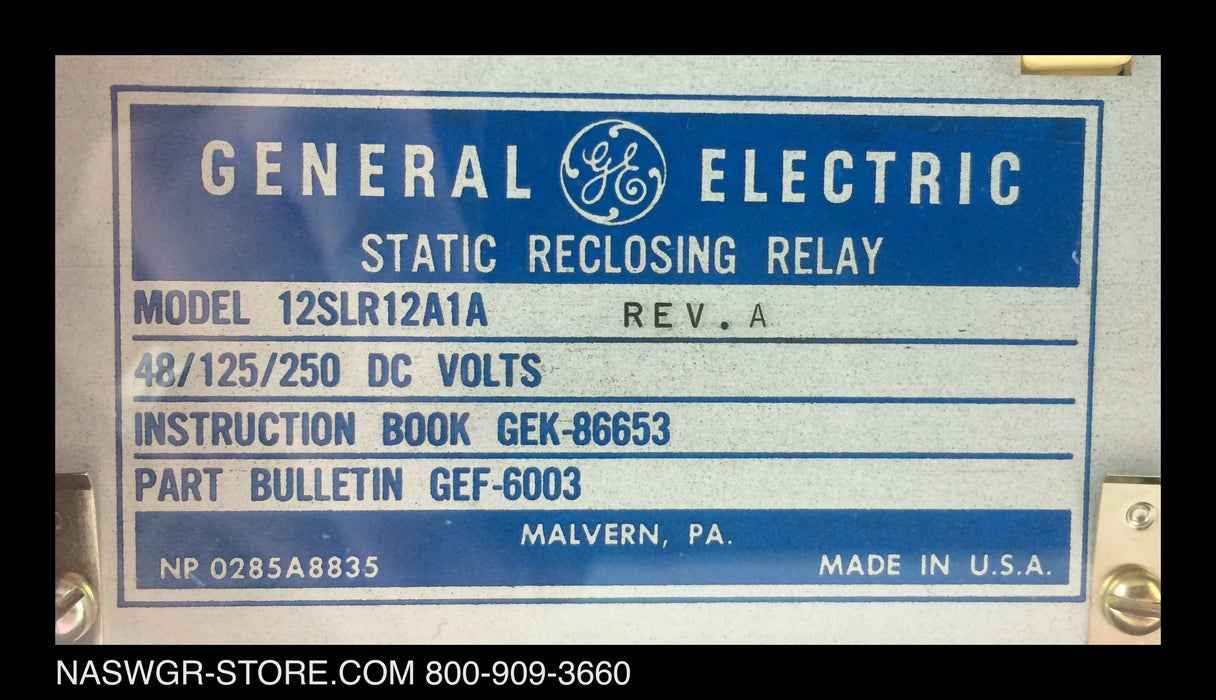 GENERAL GE ELECTRIC
STATIC RECLOSING RELAY
MODEL 12SLR12A1A REV. A
48/125/250 DC VOLTS
INSTRUCTION BOOK GEK-86653
PART BULLETIN GEF-6003
MALVERN, PA.
NP 0285A8835 MADE IN U.S.A.
NASWGR-STORE.COM 800-909-3660